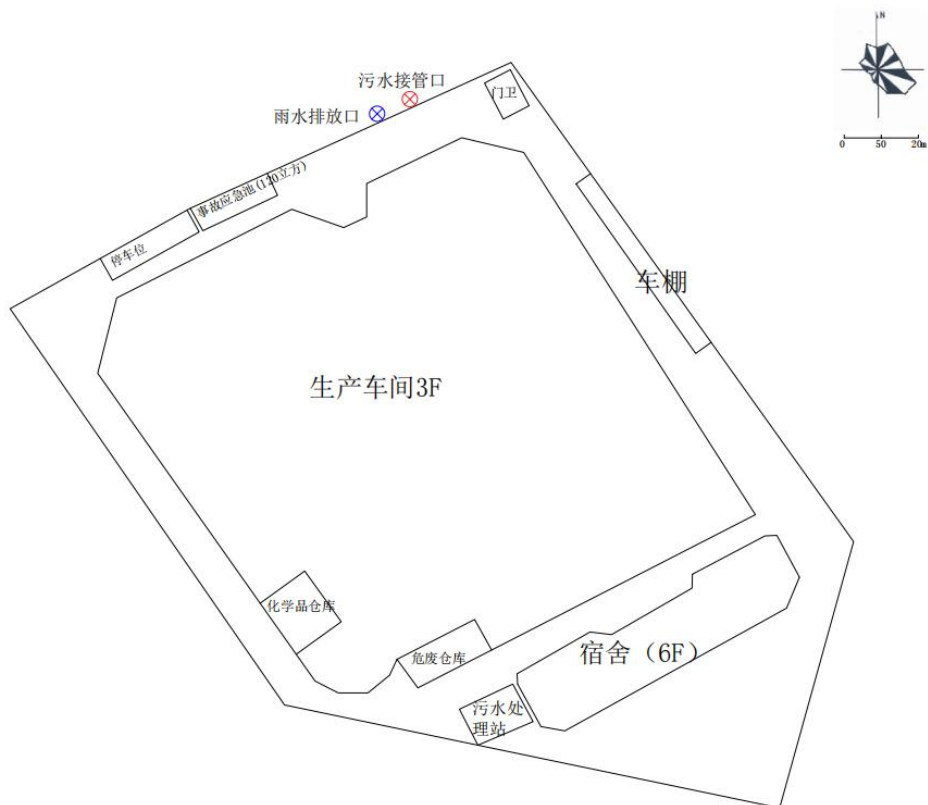 N
0 50 20m
污水接管口
雨水排放口
门卫
事故应急池(120立方)
停车位
车棚
生产车间3F
化学品仓库
危废仓库
宿舍（6F）
污水处
理站